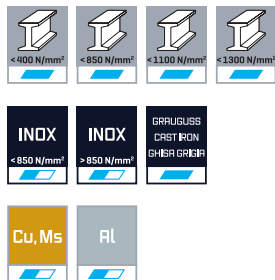 <400 N/mm² <850 N/mm² <1100 N/mm² <1300 N/mm²
INOX INOX GRAUGUSS
CAST IRON
GHISA GRIGIA
<850 N/mm² >850 N/mm²
Cu, Ms Al